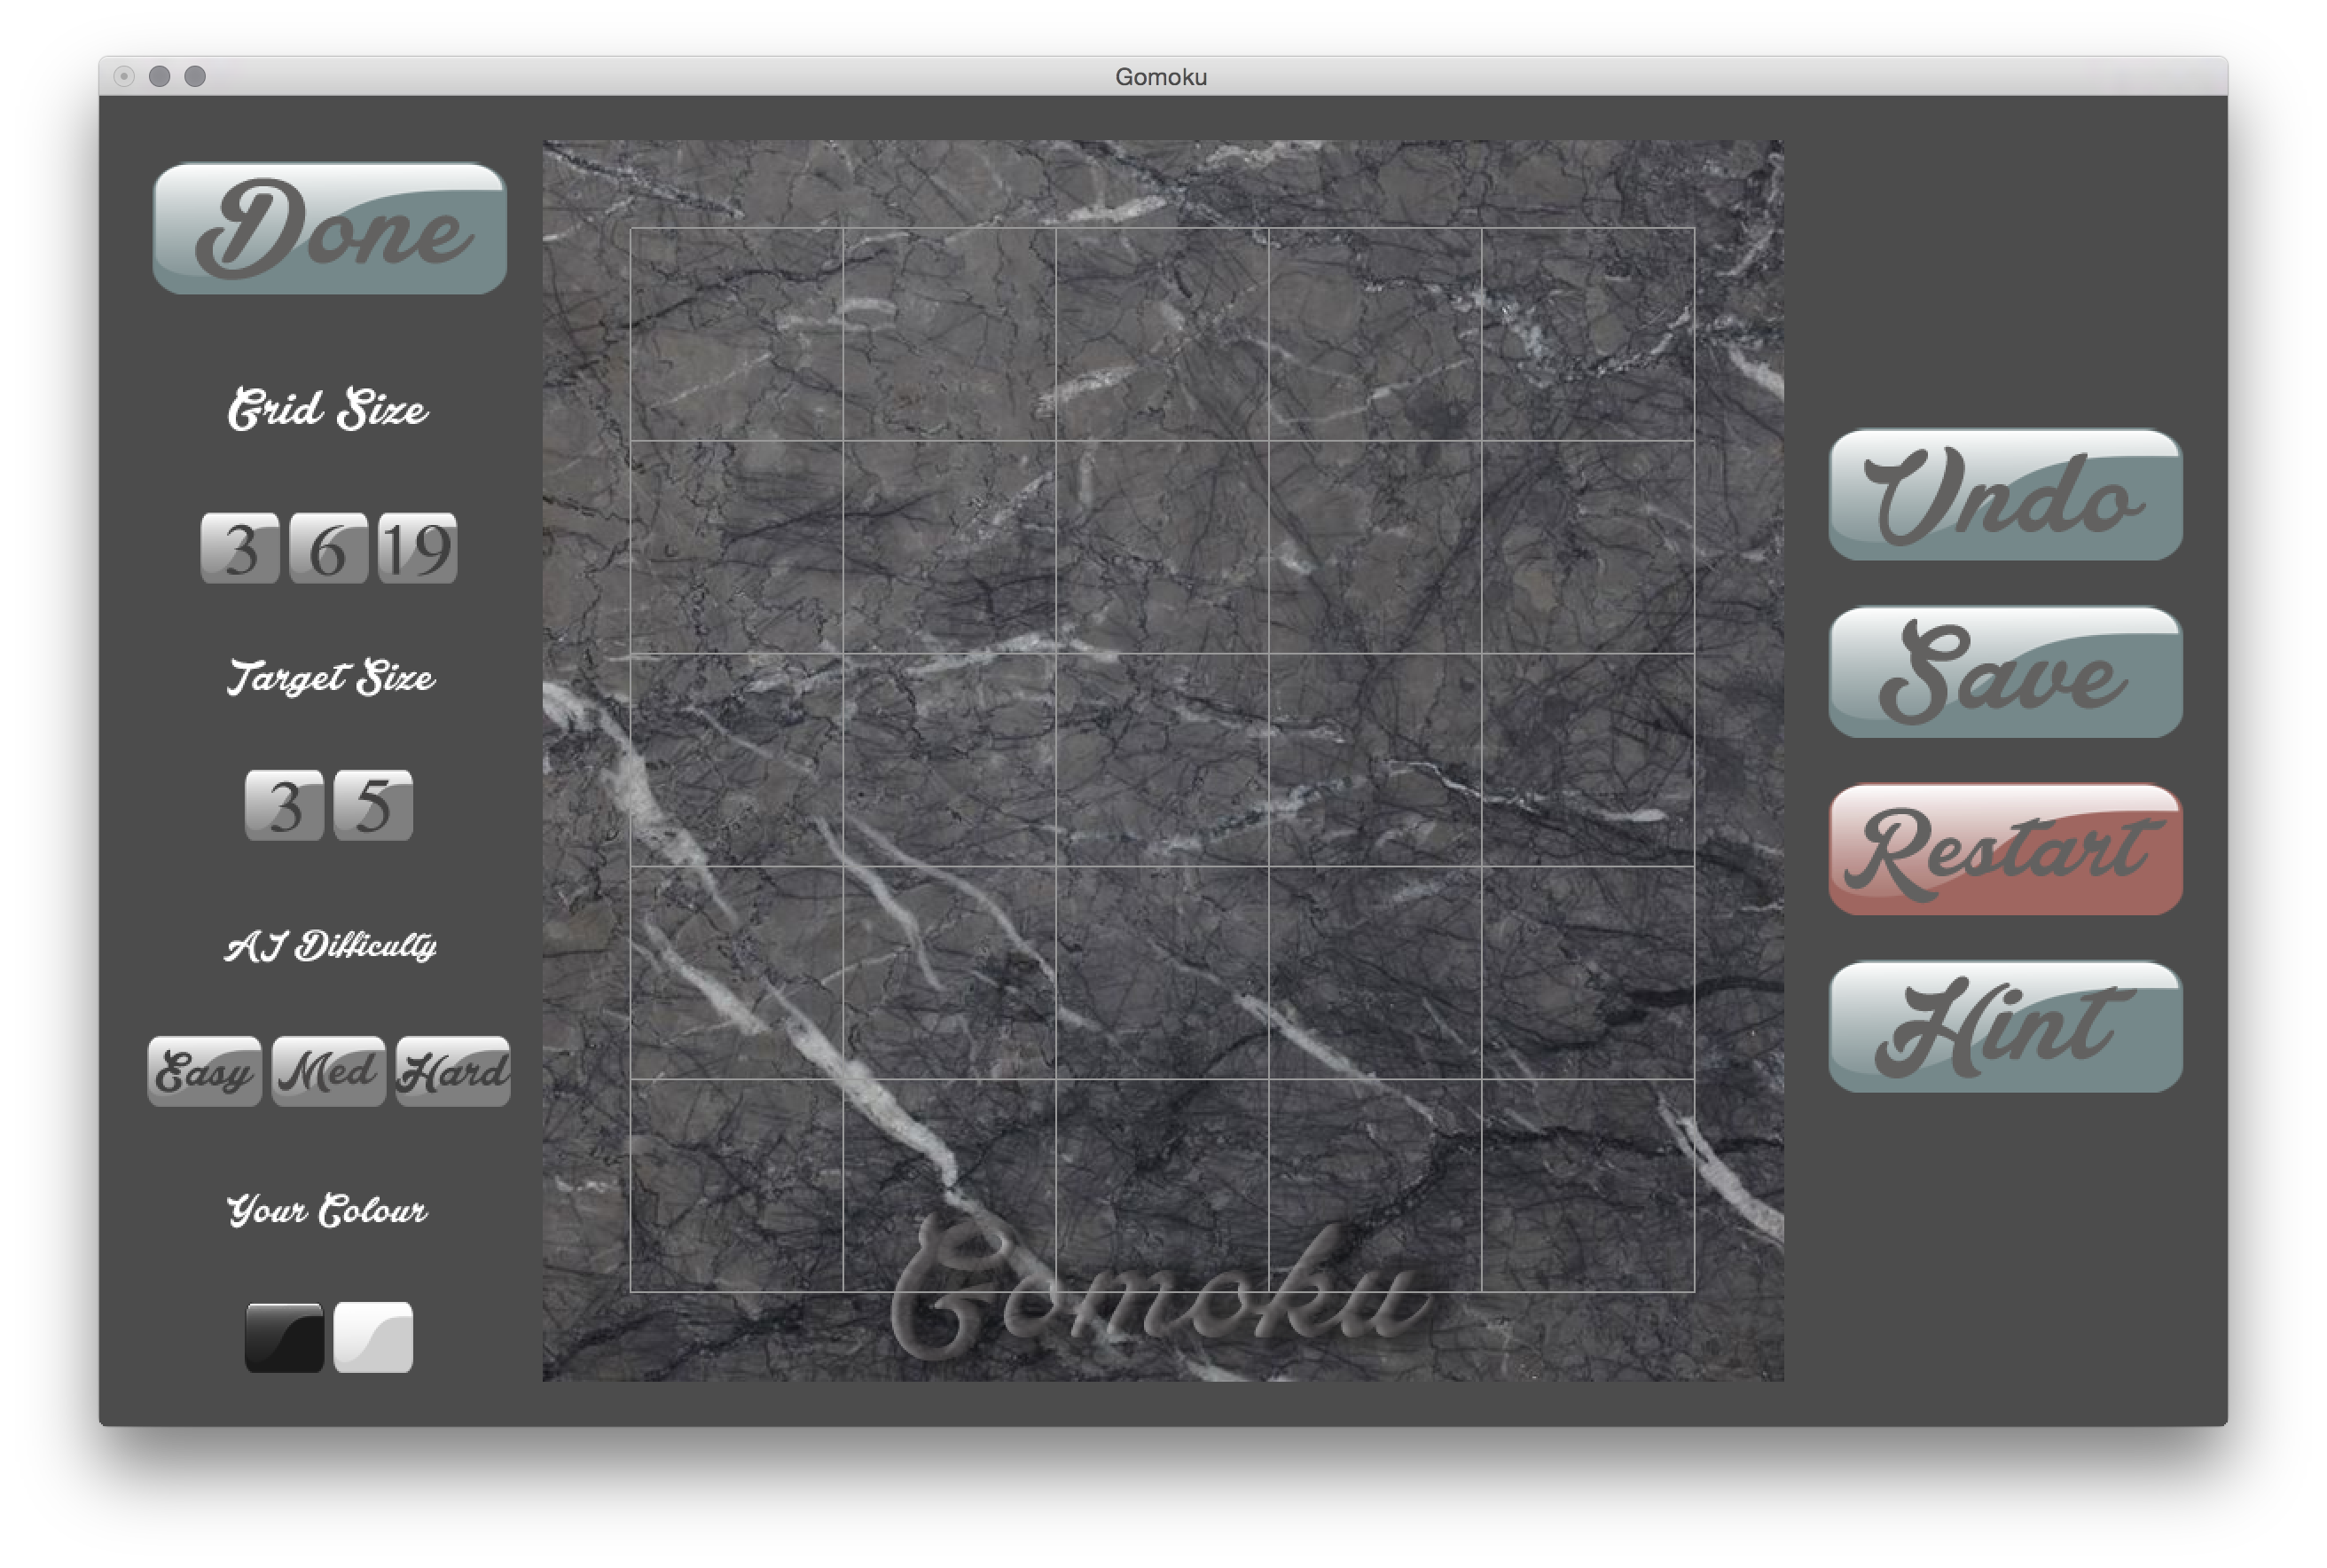 Gomoku
Done
Grid Size
3 6 19
Target Size
3 5
AI Difficulty
Easy Med Hard
Your Colour
Gomoku
Undo
Save
Restart
Hint